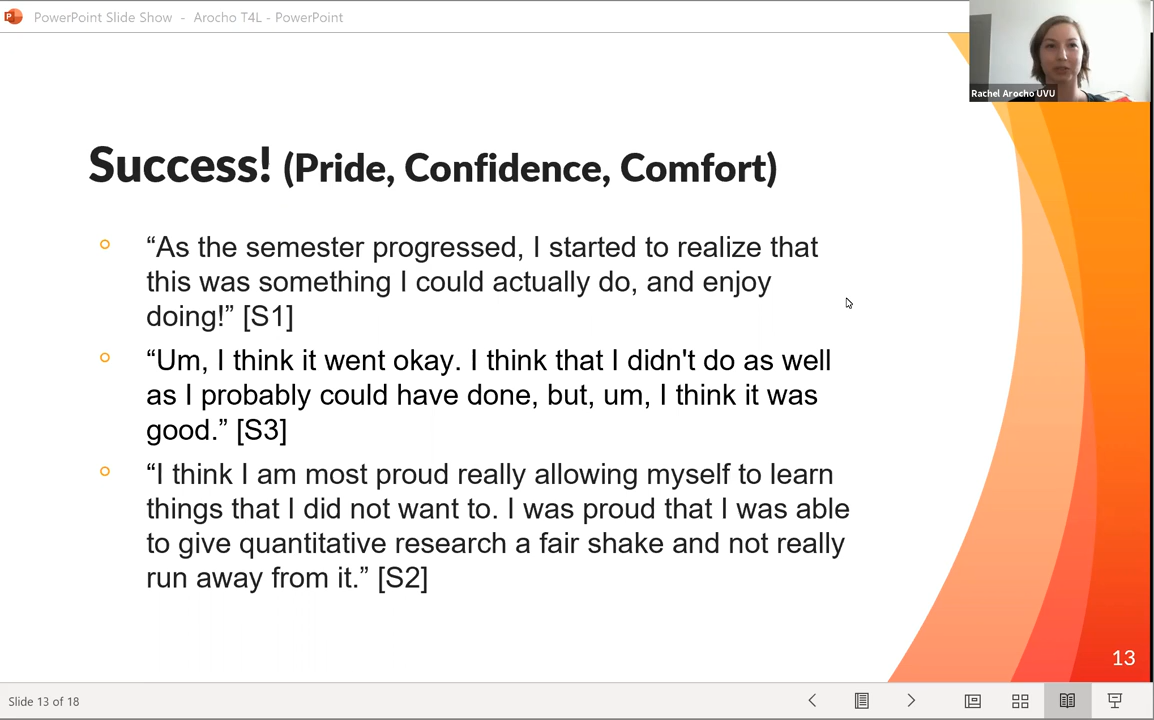 PowerPoint Slide Show - Arocho T4L - PowerPoint
Rachel Arocho UVU
Success! (Pride, Confidence, Comfort)
“As the semester progressed, I started to realize that
this was something I could actually do, and enjoy
doing!” [S1]
“Um, I think it went okay. I think that I didn't do as well
as I probably could have done, but, um, I think it was
good.” [S3]
“I think I am most proud really allowing myself to learn
things that I did not want to. I was proud that I was able
to give quantitative research a fair shake and not really
run away from it.” [S2]
13
Slide 13 of 18